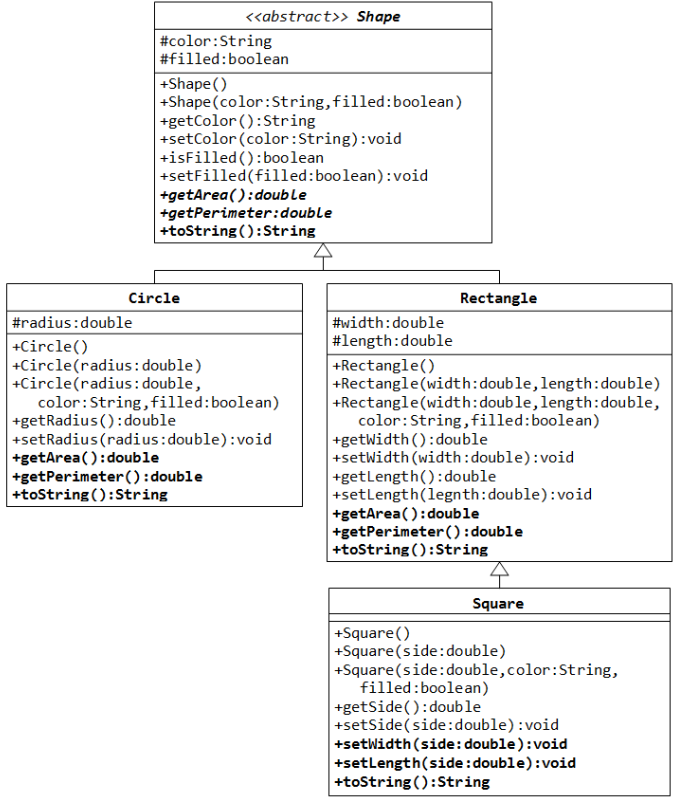 <<abstract>> Shape
#color:String
#filled:boolean
+Shape()
+Shape(color:String,filled:boolean)
+getColor():String
+setColor(color:String):void
+isFilled():boolean
+setFilled(filled:boolean):void
+getArea():double
+getPerimeter:double
+toString():String
Circle
#radius:double
+Circle()
+Circle(radius:double)
+Circle(radius:double,
color:String,filled:boolean)
+getRadius():double
+setRadius(radius:double):void
+getArea():double
+getPerimeter():double
+toString():String
Rectangle
#width:double
#length:double
+Rectangle()
+Rectangle(width:double,length:double)
+Rectangle(width:double,length:double,
color:String,filled:boolean)
+getWidth():double
+setWidth(width:double):void
+getLength():double
+setLength(legnth:double):void
+getArea():double
+getPerimeter():double
+toString():String
Square
+Square()
+Square(side:double)
+Square(side:double,color:String,
filled:boolean)
+getSide():double
+setSide(side:double):void
+setWidth(side:double):void
+setLength(side:double):void
+toString():String